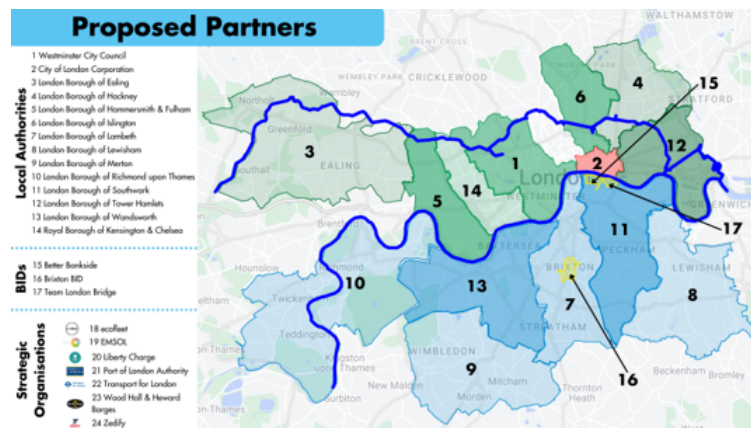 Proposed Partners
Local Authorities
1 Westminster City Council
2 City of London Corporation
3 London Borough of Ealing
4 London Borough of Hackney
5 London Borough of Hammersmith & Fulham
6 London Borough of Islington
7 London Borough of Lambeth
8 London Borough of Lewisham
9 London Borough of Merton
10 London Borough of Richmond upon Thames
11 London Borough of Southwark
12 London Borough of Tower Hamlets
13 London Borough of Wandsworth
14 Royal Borough of Kensington & Chelsea
BIDs
15 Better Bankside
16 Brixton BID
17 Team London Bridge
Strategic Organisations
18 ecofleet
19 EMSOL
20 Liberty Charge
21 Port of London Authority
22 Transport for London
23 Wood Hall & Heward
Barges
24 Zedify
WALTHAMSTOW
BRENT CROSS
WEMBLEY PARK
CRICKLEWOOD
Wembley
Northolt
Greenford
Southall
EALING
STRATFORD
15
6
4
12
3
1
2
14
London
WESTMINSTER
GREENWICH
17
5
Brentford
BATTERSEA
11
PECKHAM
Hounslow
Richmond
10
13
BRIXTON
LEWISHAM
8
7
Feltham
Twickenham
Teddington
STREATHAM
WIMBLEDON
9
16
Kingston
upon Thames
New Malden
Mitcham
Morden
Thornton
Heath
Beckenham
Bromley
Surbiton
-on-Thames